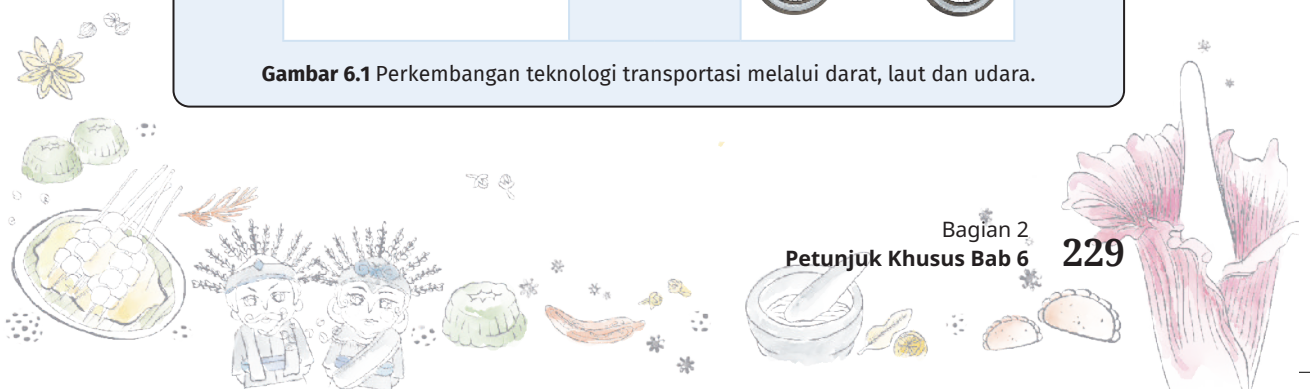 Gambar 6.1 Perkembangan teknologi transportasi melalui darat, laut dan udara.
Bagian 2
Petunjuk Khusus Bab 6
229